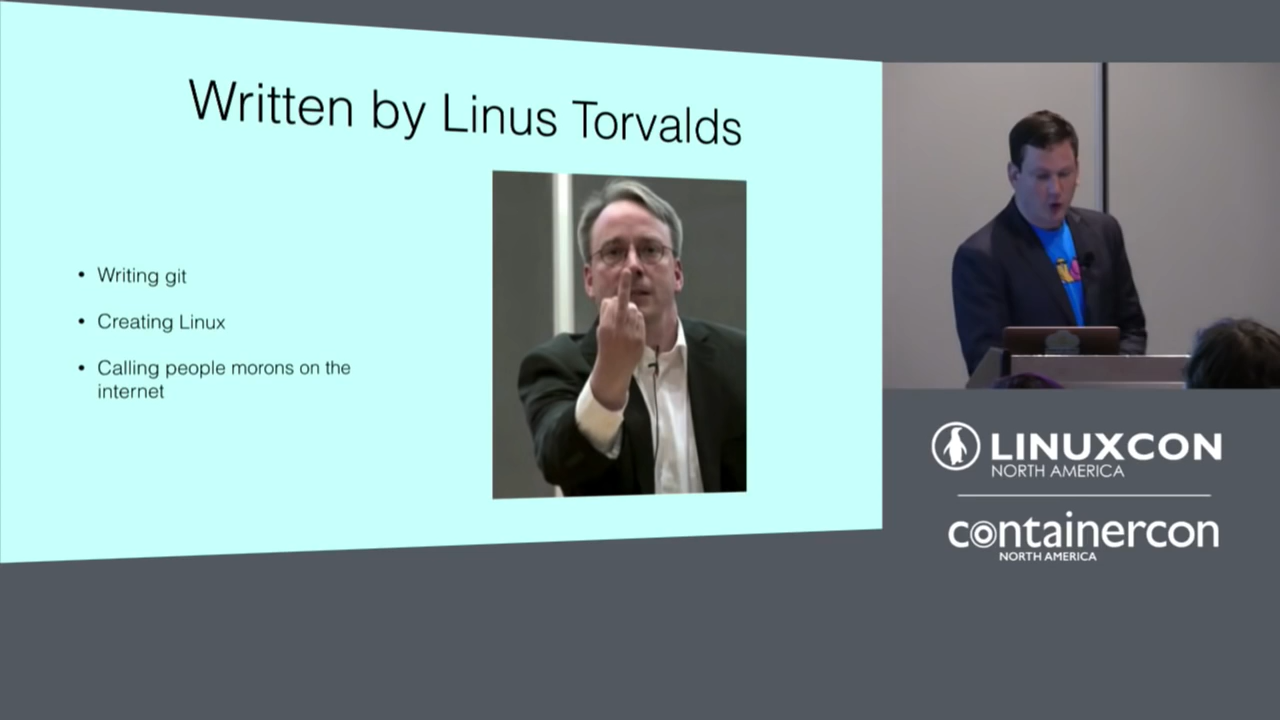 Written by Linus Torvalds
• Writing git
• Creating Linux
• Calling people morons on the
internet
LINUXCON
NORTH AMERICA
containercon
NORTH AMERICA